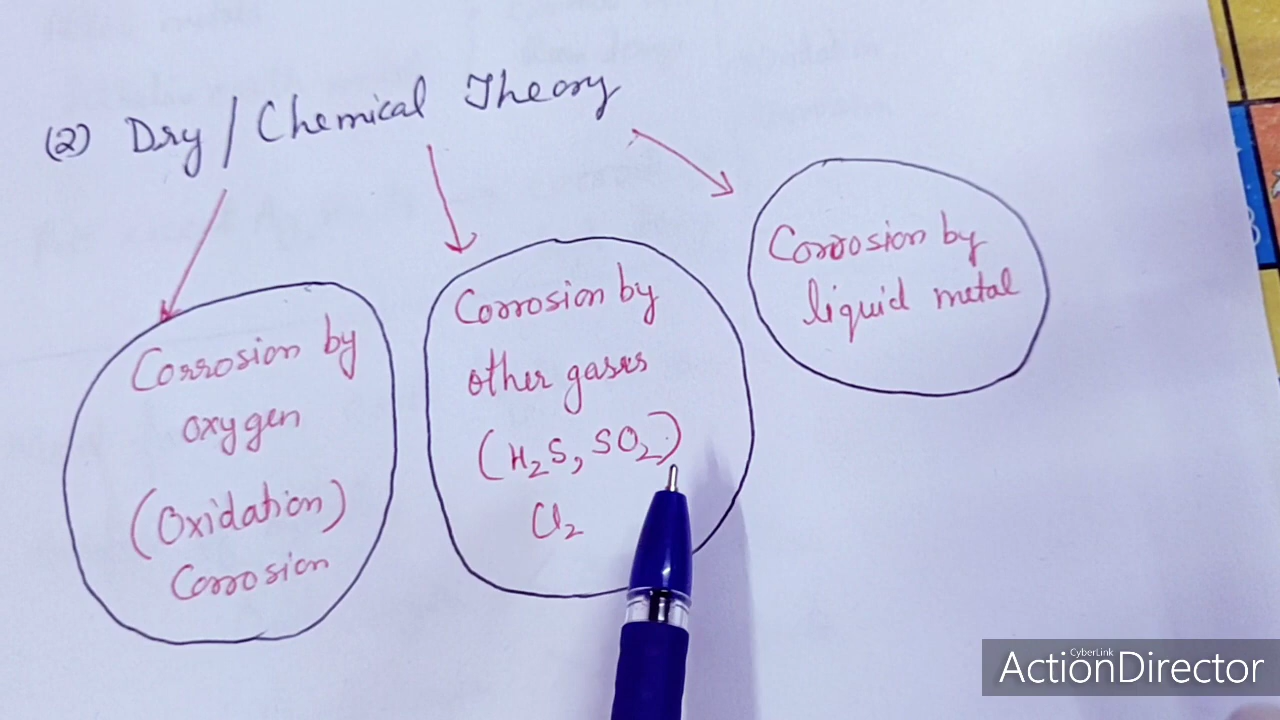 (2) Dry / Chemical Theory
Corrosion by
oxygen
(Oxidation)
Corrosion
Corrosion by
other gases
(H₂S, SO₂)
Cl₂
Corrosion by
liquid metal
CyberLink
ActionDirector